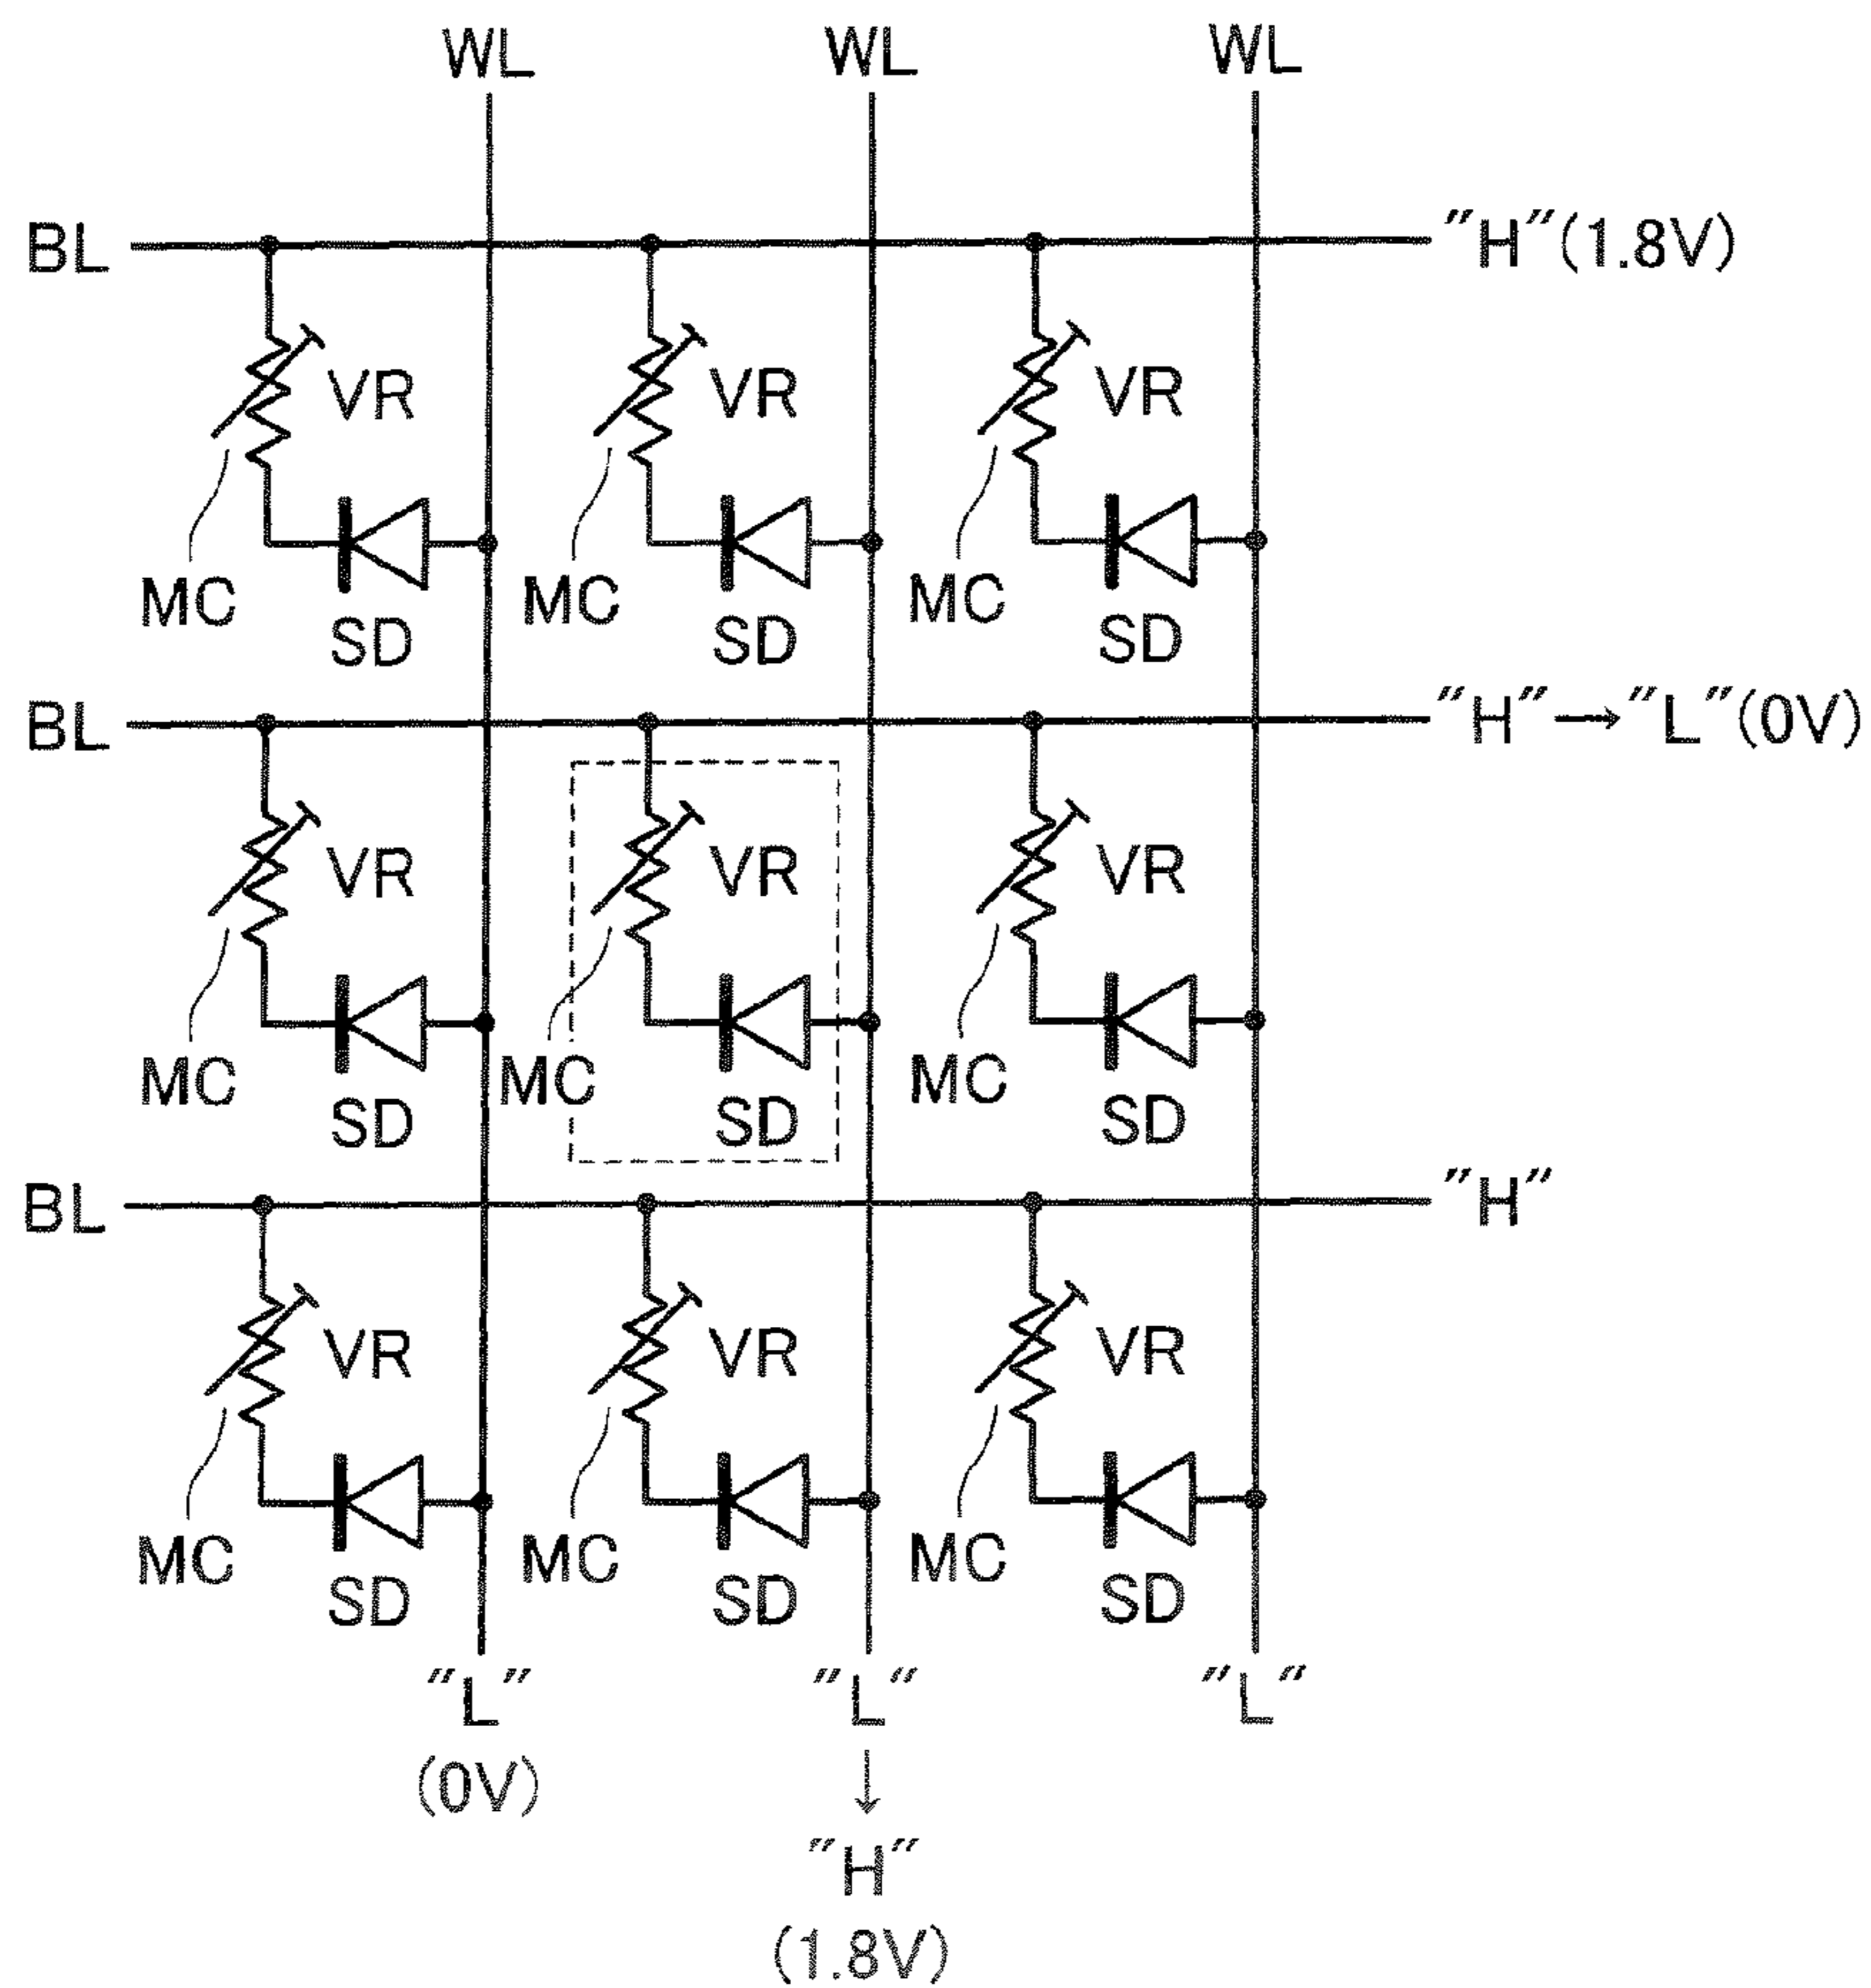 WL WL WL
BL "H"(1.8V)
VR VR VR
MC MC MC
SD SD SD
BL "H" → "L"(0V)
VR VR VR
MC MC MC
SD SD SD
BL "H"
VR VR VR
MC MC MC
SD SD SD
"L" "L" "L"
(0V) ↓
"H"
(1.8V)